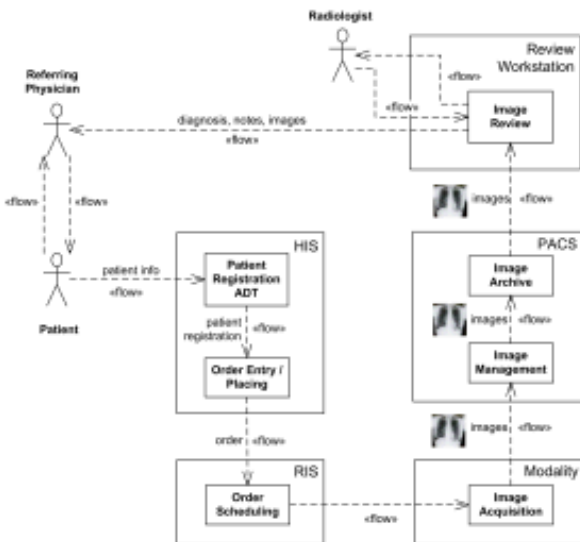 Radiologist
Review
Workstation
«flow»
Referring
Physician
«flow»
Image
Review
diagnosis, notes, images
«flow»
«flow»
«flow»
images «flow»
HIS
PACS
patient info
«flow»
Patient
Registration
ADT
Image
Archive
Patient
patient
registration
«flow»
images «flow»
Order Entry /
Placing
Image
Management
order «flow»
images «flow»
RIS
Modality
Order
Scheduling
«flow»
Image
Acquisition